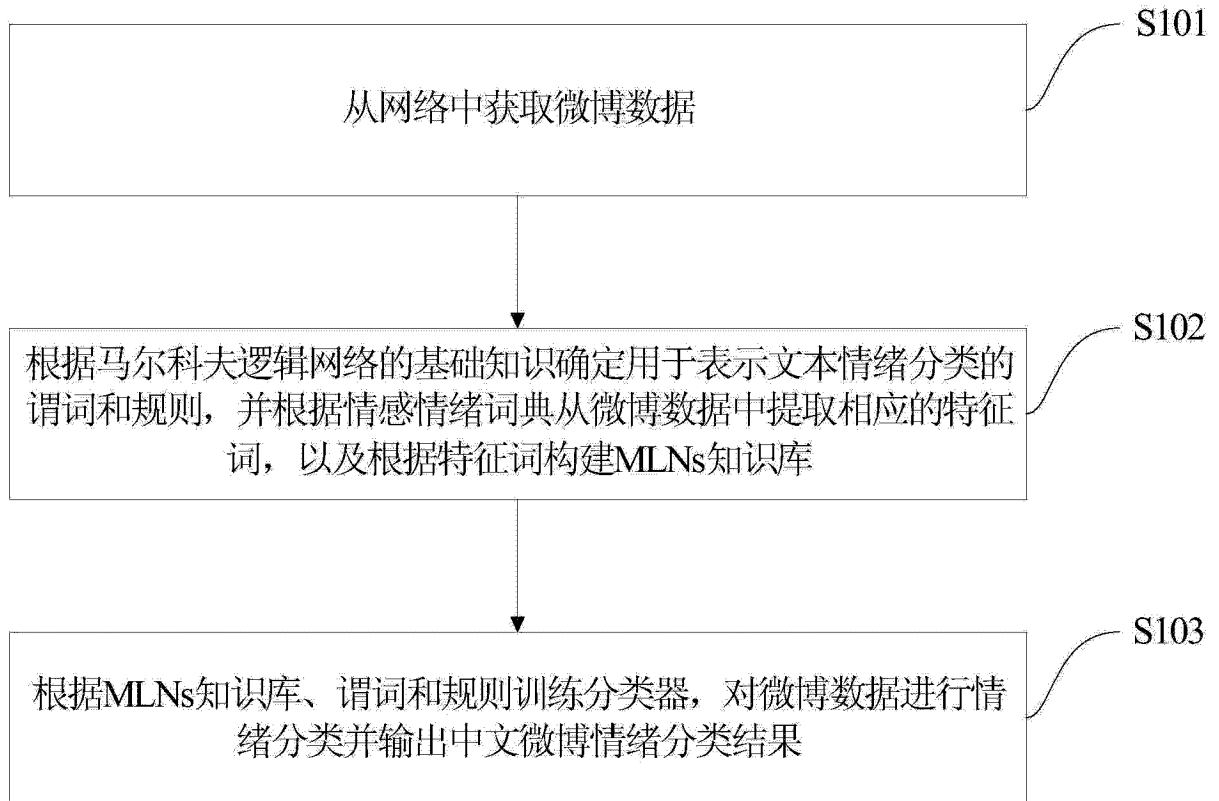 S101
从网络中获取微博数据
S102
根据马尔科夫逻辑网络的基础知识确定用于表示文本情绪分类的
谓词和规则，并根据情感情绪词典从微博数据中提取相应的特征
词，以及根据特征词构建MLNs知识库
S103
根据MLNs知识库、谓词和规则训练分类器，对微博数据进行情
绪分类并输出中文微博情绪分类结果